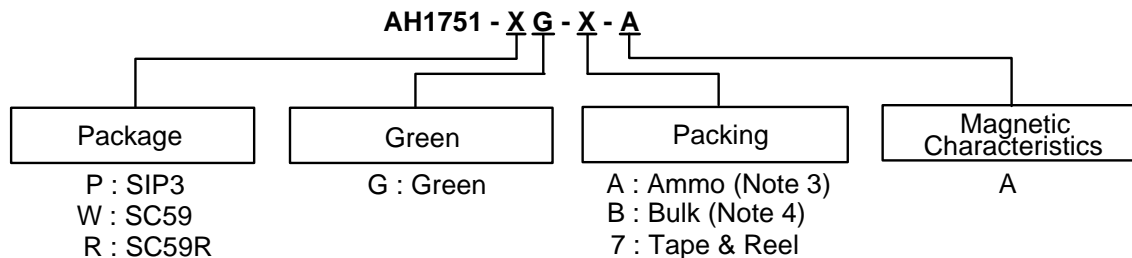 AH1751 - X G - X - A
Package
Green
Packing
Magnetic
Characteristics
P : SIP3
W : SC59
R : SC59R
G : Green
A : Ammo (Note 3)
B : Bulk (Note 4)
7 : Tape & Reel
A